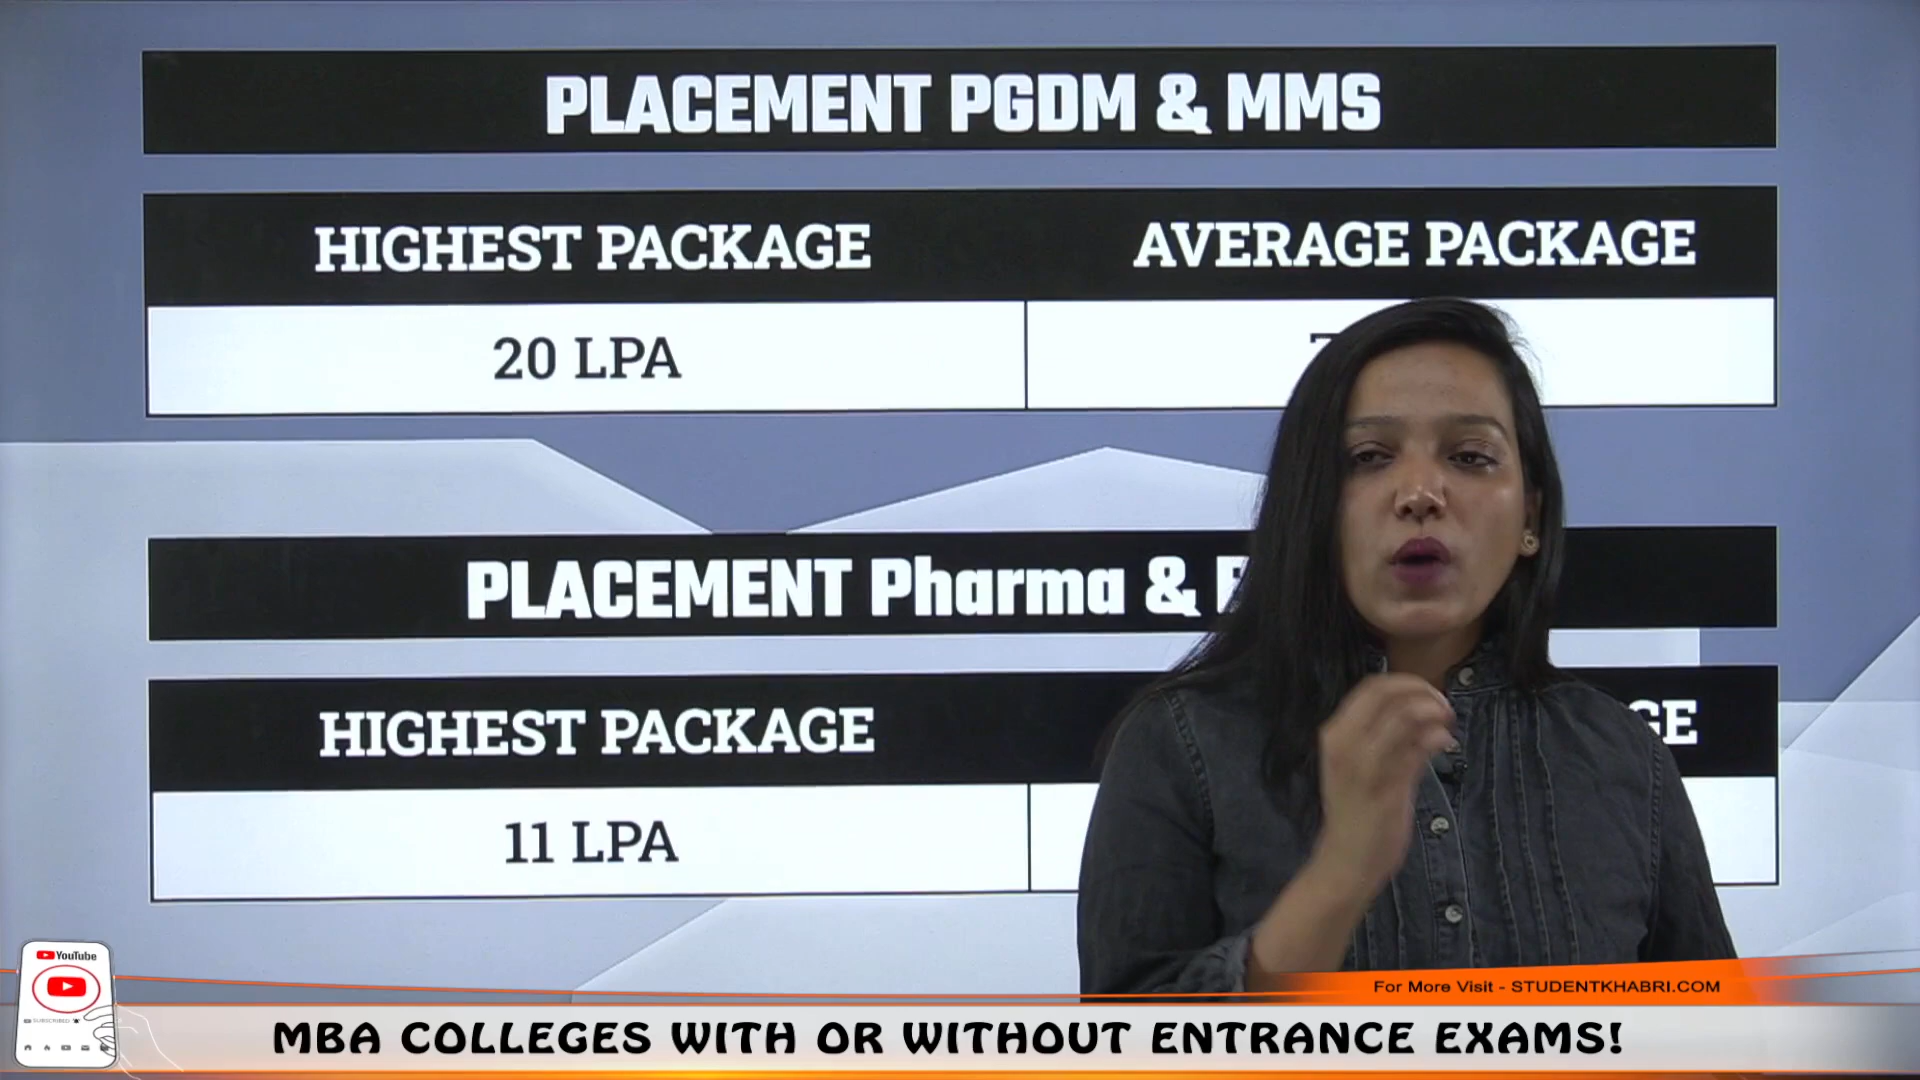 PLACEMENT PGDM & MMS
HIGHEST PACKAGE
AVERAGE PACKAGE
20 LPA
PLACEMENT Pharma &
HIGHEST PACKAGE
11 LPA
YouTube
SUBSCRIBED
For More Visit - STUDENTKHABRI.COM
MBA COLLEGES WITH OR WITHOUT ENTRANCE EXAMS!